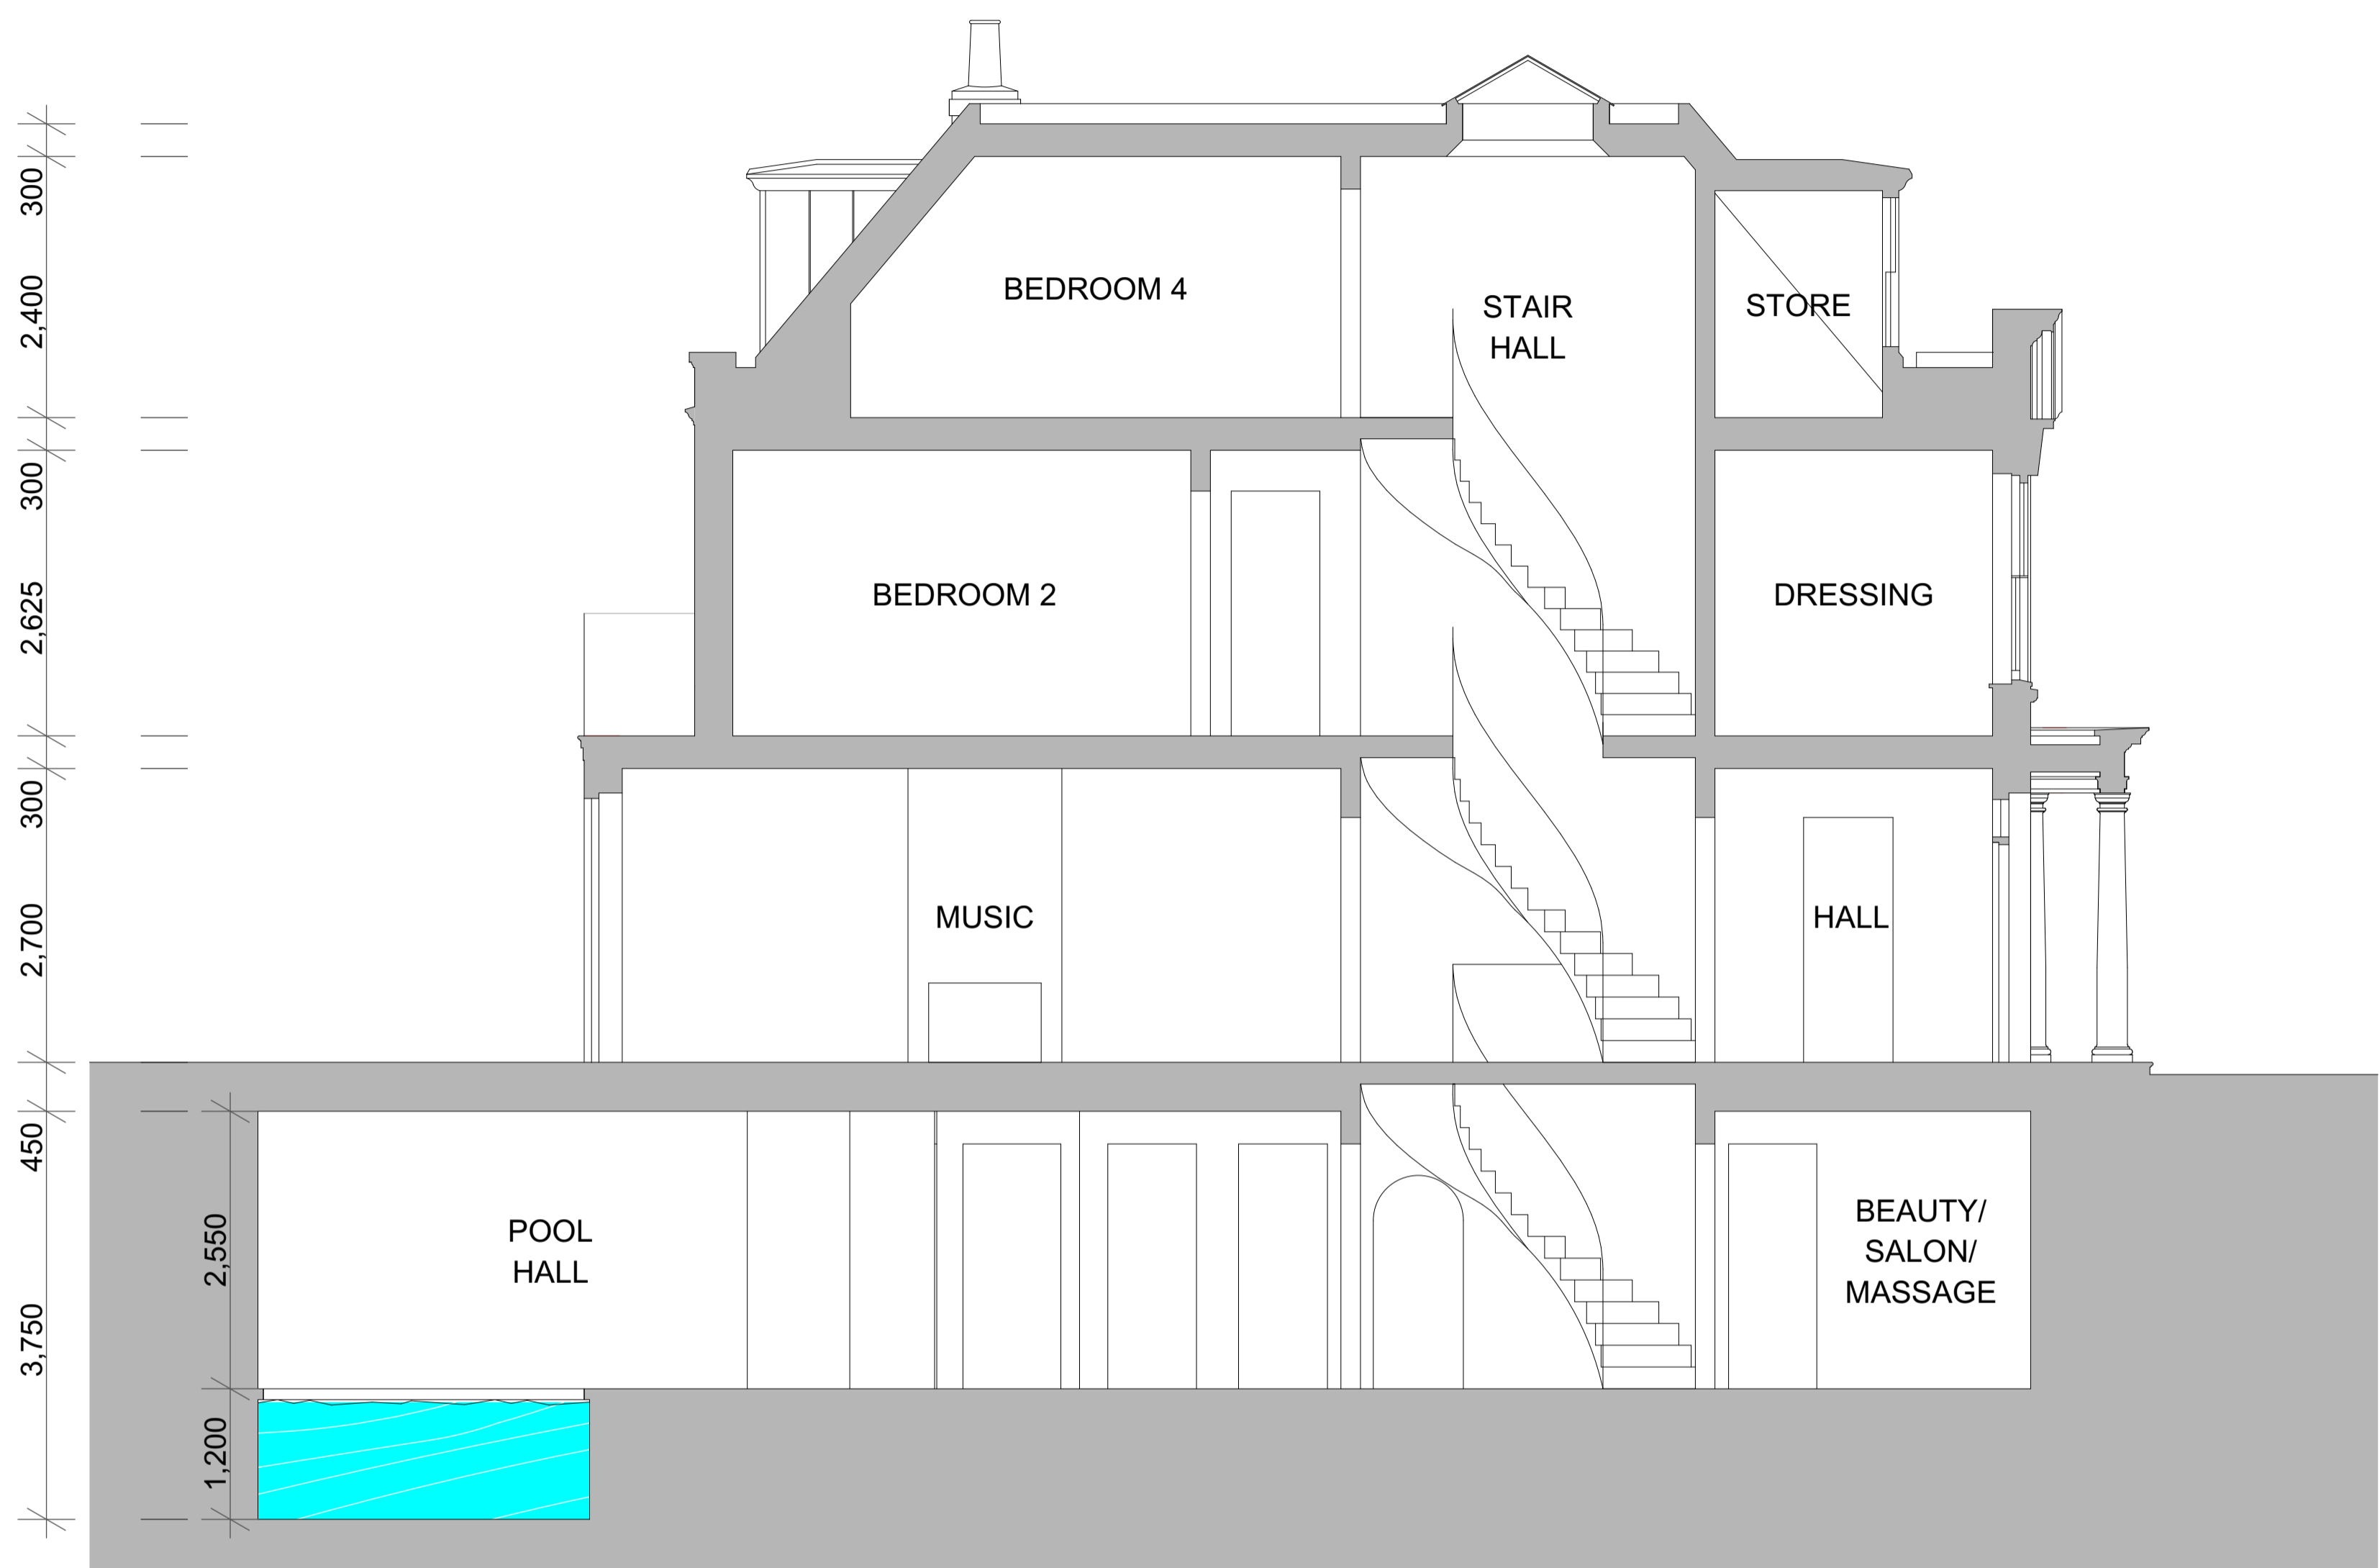 300
2,400
300
2,625
300
2,700
450
3,750
2,550
1,200
BEDROOM 4
STAIR
HALL
STORE
BEDROOM 2
DRESSING
MUSIC
HALL
POOL
HALL
BEAUTY/
SALON/
MASSAGE